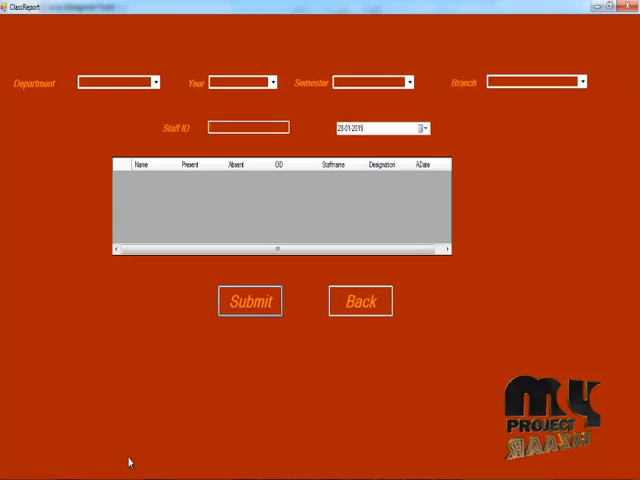 ClassReport
Department Year Semester Branch
Staff ID 28-01-2019
Name Present Absent OD Staffname Designation ADate
Submit Back
MY
PROJECT
BAZAAR